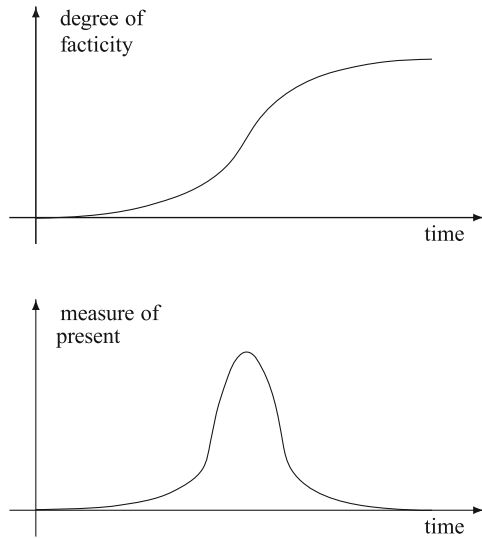 degree of
facticity
time
measure of
present
time